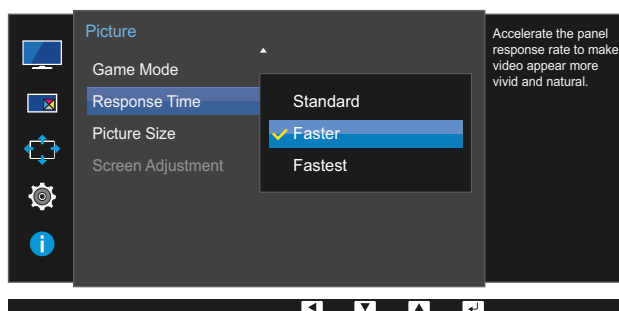 Picture
Game Mode
Response Time
Picture Size
Screen Adjustment
Standard
Faster
Fastest
Accelerate the panel
response rate to make
video appear more
vivid and natural.